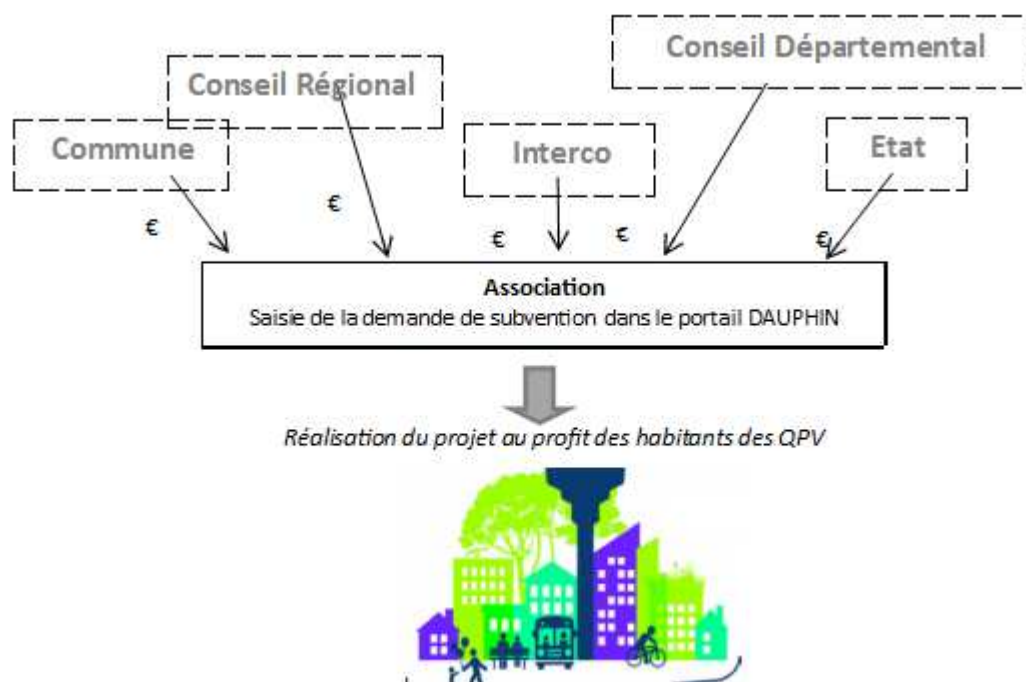 Conseil Départemental
Conseil Régional
Commune
Interco
Etat
€
€
€
€
€
Association
Saisie de la demande de subvention dans le portail DAUPHIN
Réalisation du projet au profit des habitants des QPV